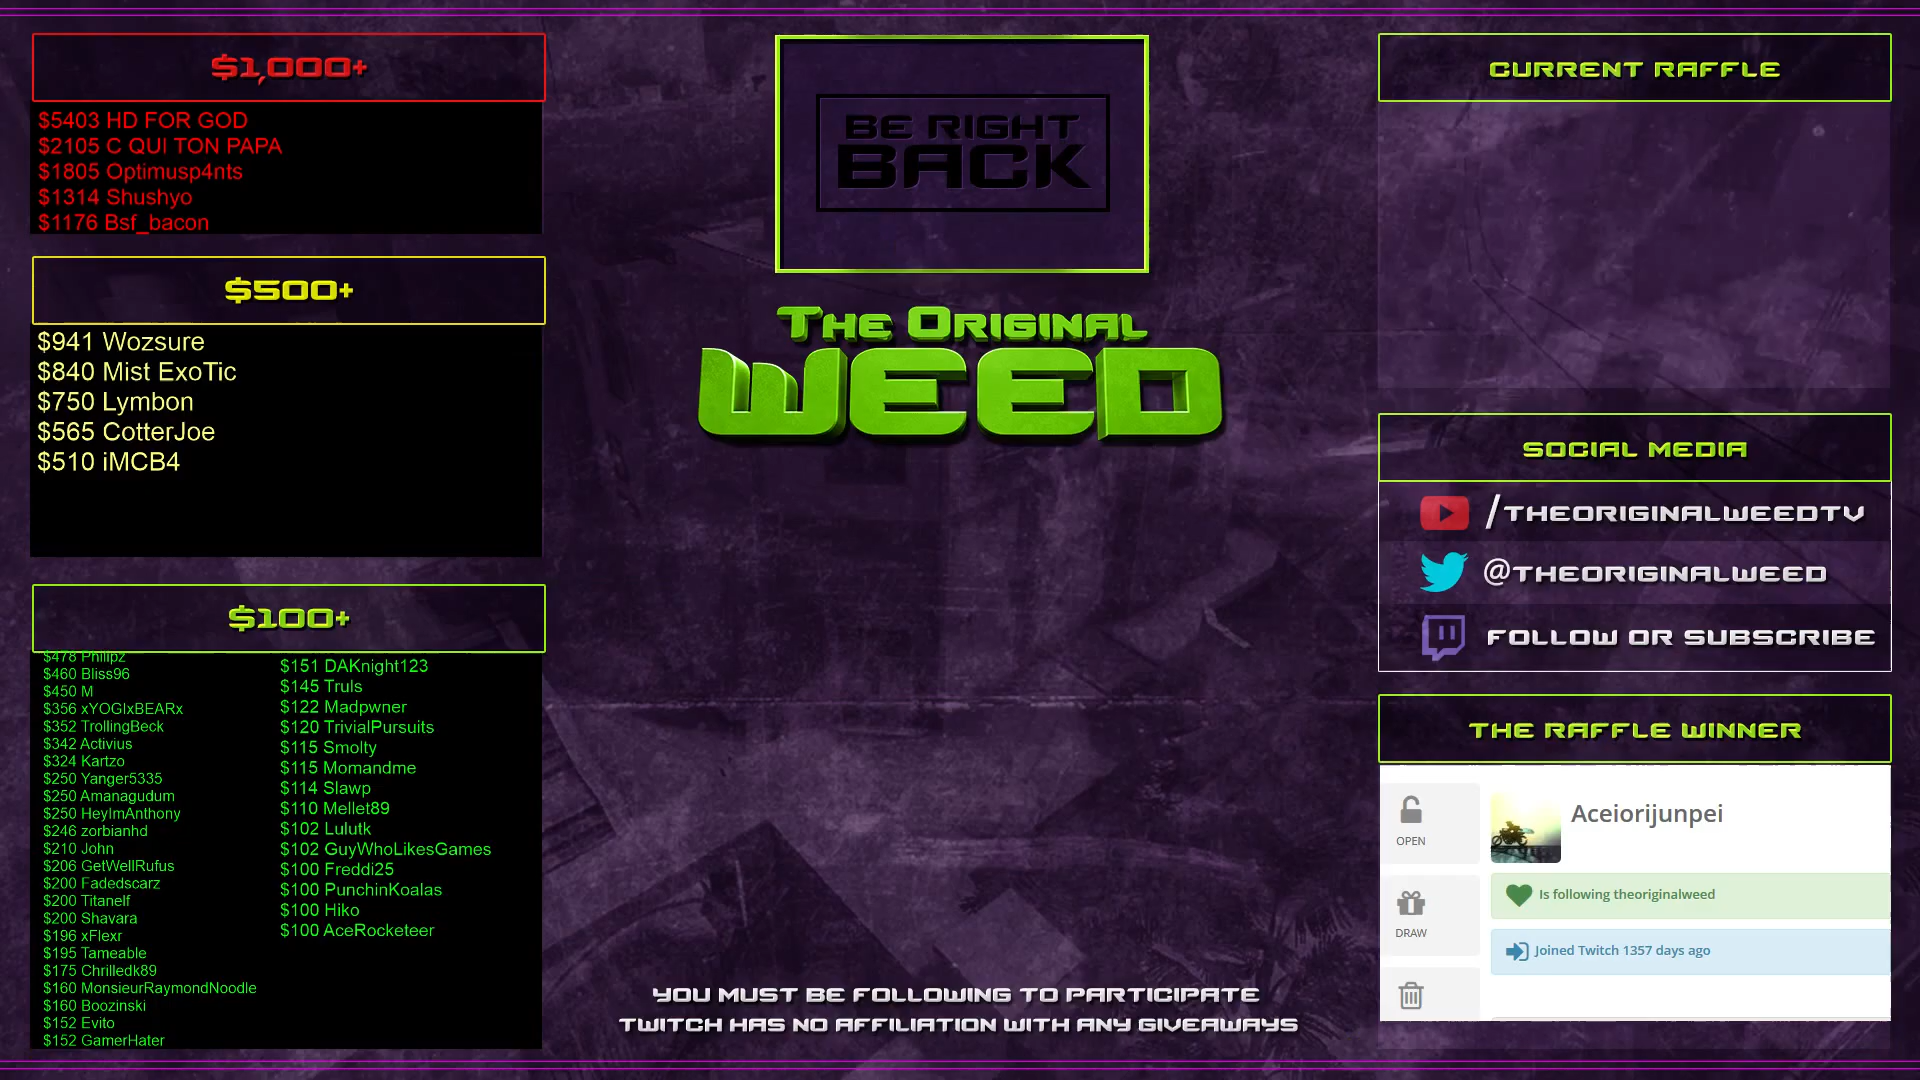 $1,000+
$5403 HD FOR GOD
$2105 C QUI TON PAPA
$1805 Optimusp4nts
$1314 Shushyo
$1176 Bsf_bacon
$500+
$941 Wozsure
$840 Mist ExoTic
$750 Lymbon
$565 CotterJoe
$510 iMCB4
$100+
$478 Philipz
$460 Bliss96
$450 M
$356 xYOGIxBEARx
$352 TrollingBeck
$342 Activius
$324 Kartzo
$250 Yanger5335
$250 Amanagudum
$250 HeyImAnthony
$246 zorbianhd
$210 John
$206 GetWellRufus
$200 Fadedscarz
$200 Titanelf
$200 Shavara
$196 xFlexr
$195 Tameable
$175 Chrilledk89
$160 MonsieurRaymondNoodle
$160 Boozinski
$152 Evito
$152 GamerHater
$151 DAKnight123
$145 Truls
$122 Madpwner
$120 TrivialPursuits
$115 Smolty
$115 Momandme
$114 Slawp
$110 Mellet89
$102 Lulutk
$102 GuyWhoLikesGames
$100 Freddi25
$100 PunchinKoalas
$100 Hiko
$100 AceRocketeer
BE RIGHT
BACK
THE ORIGINAL
WEED
YOU MUST BE FOLLOWING TO PARTICIPATE
TWITCH HAS NO AFFILIATION WITH ANY GIVEAWAYS
CURRENT RAFFLE
SOCIAL MEDIA
/THEORIGINALWEEDTV
@THEORIGINALWEED
FOLLOW OR SUBSCRIBE
THE RAFFLE WINNER
OPEN
DRAW
Aceiorijunpei
Is following theoriginalweed
Joined Twitch 1357 days ago